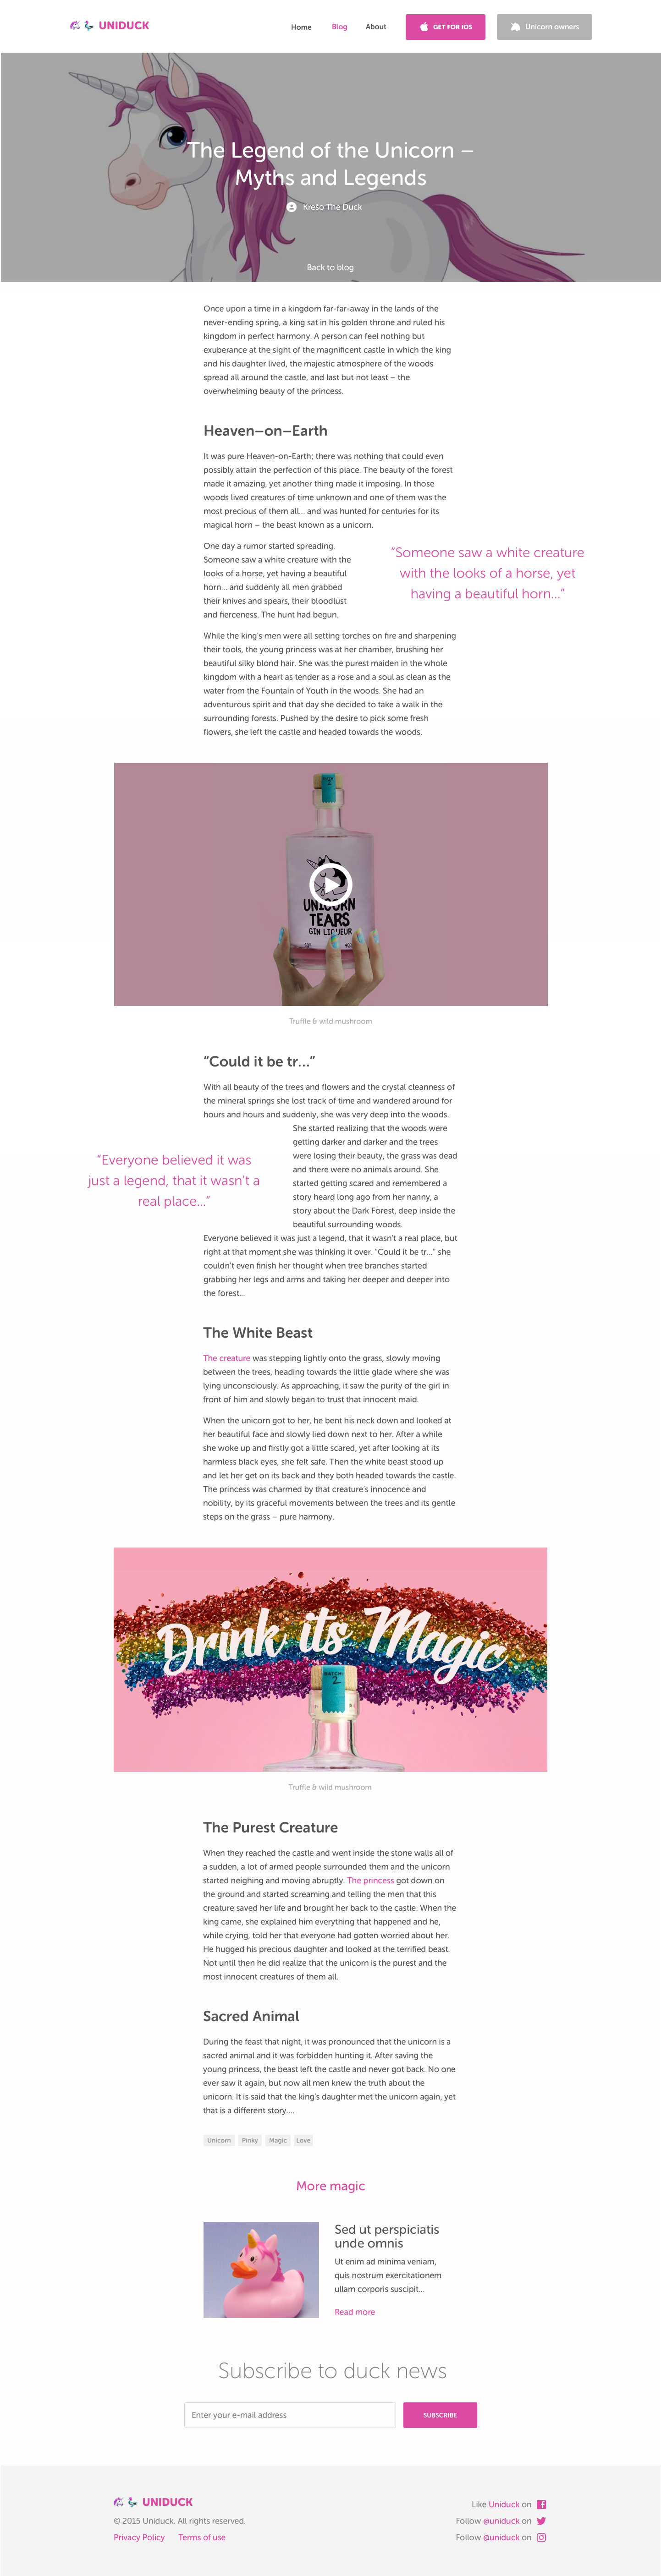 UNIDUCK
Home
Blog
About
GET FOR IOS
Unicorn owners
The Legend of the Unicorn –
Myths and Legends
Krešo The Duck
Back to blog
Once upon a time in a kingdom far-far-away in the lands of the
never-ending spring, a king sat in his golden throne and ruled his
kingdom in perfect harmony. A person can feel nothing but
exuberance at the sight of the magnificent castle in which the king
and his daughter lived, the majestic atmosphere of the woods
spread all around the castle, and last but not least – the
overwhelming beauty of the princess.
Heaven–on–Earth
It was pure Heaven-on-Earth; there was nothing that could even
possibly attain the perfection of this place. The beauty of the forest
made it amazing, yet another thing made it imposing. In those
woods lived creatures of time unknown and one of them was the
most precious of them all... and was hunted for centuries for its
magical horn – the beast known as a unicorn.
One day a rumor started spreading.
Someone saw a white creature with the
looks of a horse, yet having a beautiful
horn... and suddenly all men grabbed
their knives and spears, their bloodlust
and fierceness. The hunt had begun.
“Someone saw a white creature
with the looks of a horse, yet
having a beautiful horn...”
While the king’s men were all setting torches on fire and sharpening
their tools, the young princess was at her chamber, brushing her
beautiful silky blond hair. She was the purest maiden in the whole
kingdom with a heart as tender as a rose and a soul as clean as the
water from the Fountain of Youth in the woods. She had an
adventurous spirit and that day she decided to take a walk in the
surrounding forests. Pushed by the desire to pick some fresh
flowers, she left the castle and headed towards the woods.
UNICORN
TEARS
GIN LIQUEUR
Truffle & wild mushroom
“Could it be tr...”
With all beauty of the trees and flowers and the crystal cleanness of
the mineral springs she lost track of time and wandered around for
hours and hours and suddenly, she was very deep into the woods.
She started realizing that the woods were
getting darker and darker and the trees
were losing their beauty, the grass was dead
and there were no animals around. She
started getting scared and remembered a
story heard long ago from her nanny, a
story about the Dark Forest, deep inside the
beautiful surrounding woods.
“Everyone believed it was
just a legend, that it wasn’t a
real place...”
Everyone believed it was just a legend, that it wasn’t a real place, but
right at that moment she was thinking it over. “Could it be tr...” she
couldn’t even finish her thought when tree branches started
grabbing her legs and arms and taking her deeper and deeper into
the forest...
The White Beast
The creature was stepping lightly onto the grass, slowly moving
between the trees, heading towards the little glade where she was
lying unconsciously. As approaching, it saw the purity of the girl in
front of him and slowly began to trust that innocent maid.
When the unicorn got to her, he bent his neck down and looked at
her beautiful face and slowly lied down next to her. After a while
she woke up and firstly got a little scared, yet after looking at its
harmless black eyes, she felt safe. Then the white beast stood up
and let her get on its back and they both headed towards the castle.
The princess was charmed by that creature’s innocence and
nobility, by its graceful movements between the trees and its gentle
steps on the grass – pure harmony.
Drink its Magic
BATCH
2
Truffle & wild mushroom
The Purest Creature
When they reached the castle and went inside the stone walls all of
a sudden, a lot of armed people surrounded them and the unicorn
started neighing and moving abruptly. The princess got down on
the ground and started screaming and telling the men that this
creature saved her life and brought her back to the castle. When the
king came, she explained him everything that happened and he,
while crying, told her that everyone had gotten worried about her.
He hugged his precious daughter and looked at the terrified beast.
Not until then he did realize that the unicorn is the purest and the
most innocent creatures of them all.
Sacred Animal
During the feast that night, it was pronounced that the unicorn is a
sacred animal and it was forbidden hunting it. After saving the
young princess, the beast left the castle and never got back. No one
ever saw it again, but now all men knew the truth about the
unicorn. It is said that the king’s daughter met the unicorn again, yet
that is a different story....
Unicorn
Pinky
Magic
Love
More magic
Sed ut perspiciatis
unde omnis
Ut enim ad minima veniam,
quis nostrum exercitationem
ullam corporis suscipit...
Read more
Subscribe to duck news
Enter your e-mail address
SUBSCRIBE
UNIDUCK
© 2015 Uniduck. All rights reserved.
Privacy Policy
Terms of use
Like Uniduck on
Follow @uniduck on
Follow @uniduck on